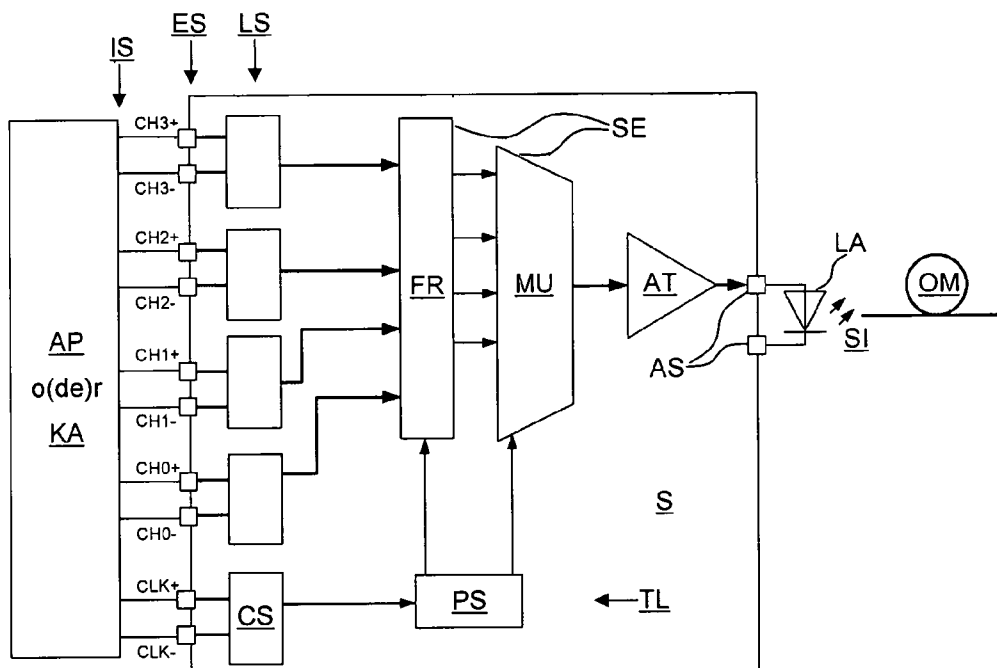 ES
LS
IS
CH3+
CH3-
CH2+
CH2-
CH1+
CH1-
CH0+
CH0-
CLK+
CLK-
AP
o(de)r
KA
CS
FR
MU
SE
AT
LA
OM
SI
AS
S
PS
TL